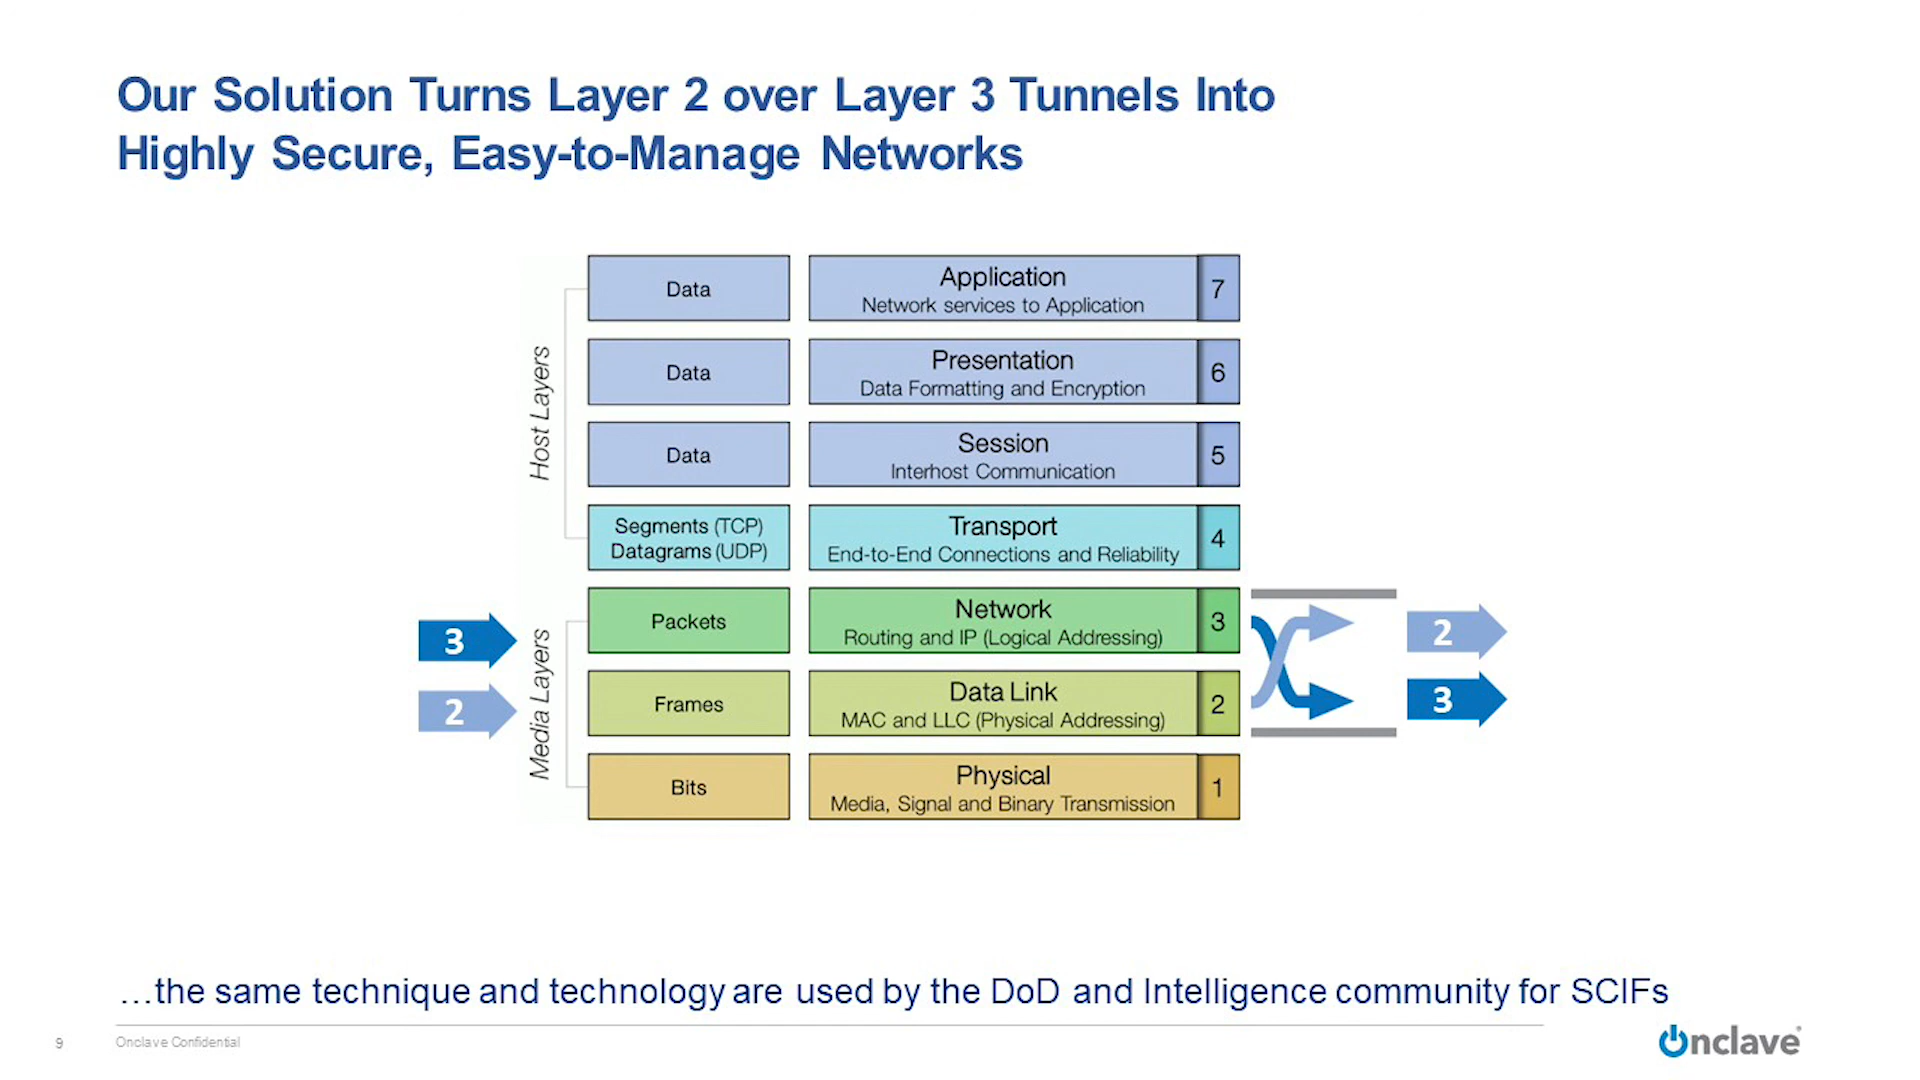 Our Solution Turns Layer 2 over Layer 3 Tunnels Into
Highly Secure, Easy-to-Manage Networks
Host Layers
Data
Application
Network services to Application
7
Data
Presentation
Data Formatting and Encryption
6
Data
Session
Interhost Communication
5
Segments (TCP)
Datagrams (UDP)
Transport
End-to-End Connections and Reliability
4
Media Layers
3
Packets
Network
Routing and IP (Logical Addressing)
3
2
2
Frames
Data Link
MAC and LLC (Physical Addressing)
2
3
Bits
Physical
Media, Signal and Binary Transmission
1
…the same technique and technology are used by the DoD and Intelligence community for SCIFs
9
Onclave Confidential
Onclave®